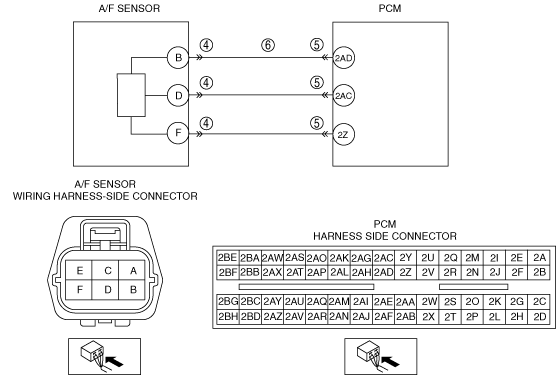 A/F SENSOR PCM
B ④ ⑥ ⑤ 2AD
D ④ ⑤ 2AC
F ④ ⑤ 2Z
A/F SENSOR
WIRING HARNESS-SIDE CONNECTOR
E C A
F D B
PCM
HARNESS SIDE CONNECTOR
2BE 2BA 2AW 2AS 2AO 2AK 2AG 2AC 2Y 2U 2Q 2M 2I 2E 2A
2BF 2BB 2AX 2AT 2AP 2AL 2AH 2AD 2Z 2V 2R 2N 2J 2F 2B
2BG 2BC 2AY 2AU 2AQ 2AM 2AI 2AE 2AA 2W 2S 2O 2K 2G 2C
2BH 2BD 2AZ 2AV 2AR 2AN 2AJ 2AF 2AB 2X 2T 2P 2L 2H 2D